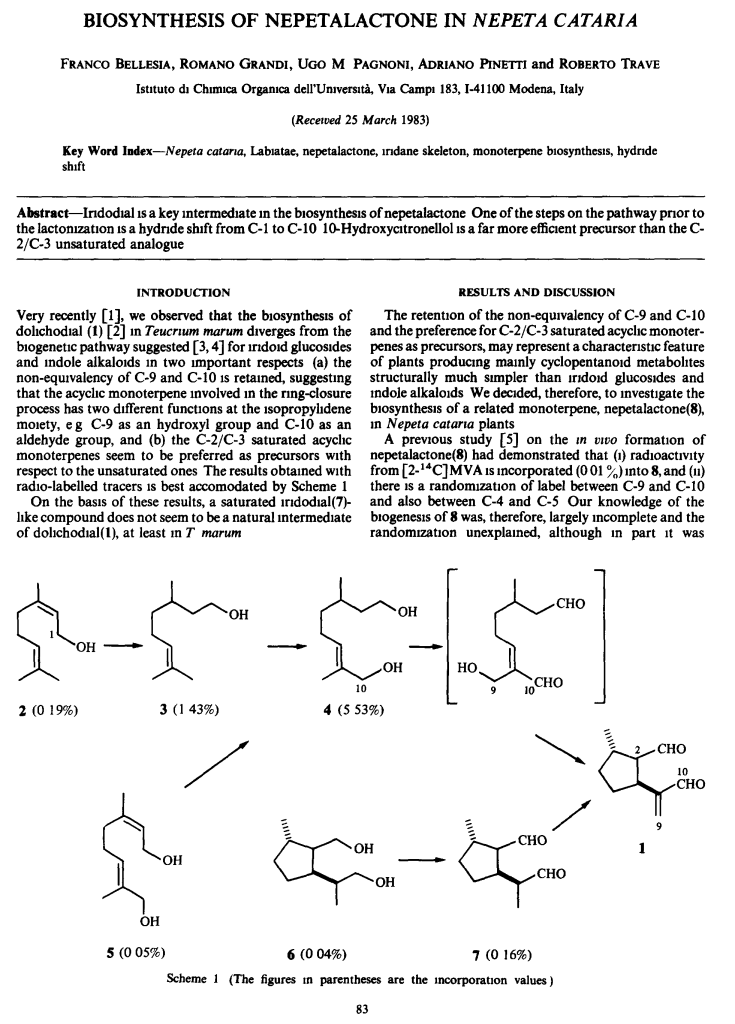 BIOSYNTHESIS OF NEPETALACTONE IN NEPETA CATARIA
FRANCO BELLESIA, ROMANO GRANDI, UGO M PAGNONI, ADRIANO PINETTI and ROBERTO TRAVE
Istituto di Chimica Organica dell'Università, Via Campi 183, I-41100 Modena, Italy
(Received 25 March 1983)
Key Word Index—Nepeta cataria, Labiatae, nepetalactone, iridane skeleton, monoterpene biosynthesis, hydride
shift
Abstract—Iridodial is a key intermediate in the biosynthesis of nepetalactone One of the steps on the pathway prior to
the lactonization is a hydride shift from C-1 to C-10 10-Hydroxycitronellol is a far more efficient precursor than the C-
2/C-3 unsaturated analogue
INTRODUCTION
Very recently [1], we observed that the biosynthesis of
dolichodial (1) [2] in Teucrium marum diverges from the
biogenetic pathway suggested [3, 4] for iridoid glucosides
and indole alkaloids in two important respects (a) the
non-equivalency of C-9 and C-10 is retained, suggesting
that the acyclic monoterpene involved in the ring-closure
process has two different functions at the isopropylidene
moiety, e g C-9 as an hydroxyl group and C-10 as an
aldehyde group, and (b) the C-2/C-3 saturated acyclic
monoterpenes seem to be preferred as precursors with
respect to the unsaturated ones The results obtained with
radio-labelled tracers is best accomodated by Scheme 1
On the basis of these results, a saturated iridodial(7)-
like compound does not seem to be a natural intermediate
of dolichodial(1), at least in T marum
RESULTS AND DISCUSSION
The retention of the non-equivalency of C-9 and C-10
and the preference for C-2/C-3 saturated acyclic monoter-
penes as precursors, may represent a characteristic feature
of plants producing mainly cyclopentanoid metabolites
structurally much simpler than iridoid glucosides and
indole alkaloids We decided, therefore, to investigate the
biosynthesis of a related monoterpene, nepetalactone(8),
in Nepeta cataria plants
A previous study [5] on the in vivo formation of
nepetalactone(8) had demonstrated that (i) radioactivity
from [2-¹⁴C]MVA is incorporated (0 01 %) into 8, and (ii)
there is a randomization of label between C-9 and C-10
and also between C-4 and C-5 Our knowledge of the
biogenesis of 8 was, therefore, largely incomplete and the
randomization unexplained, although in part it was
1
OH
2 (0 19%)
OH
3 (1 43%)
OH
OH
10
4 (5 53%)
CHO
HO
9
10
CHO
2
CHO
10
CHO
9
1
OH
OH
5 (0 05%)
OH
OH
6 (0 04%)
CHO
CHO
7 (0 16%)
Scheme 1 (The figures in parentheses are the incorporation values)
83